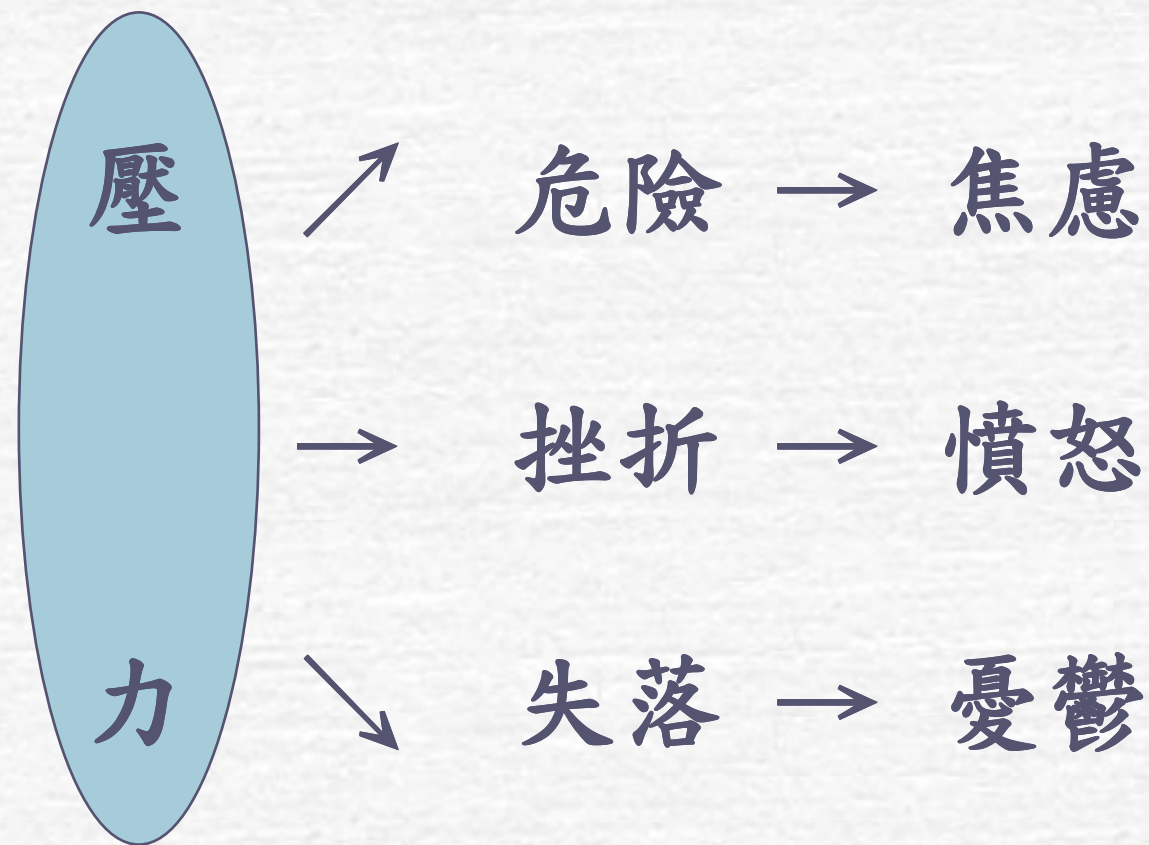 壓 ↗ 危險 → 焦慮
→ 挫折 → 憤怒
力 ↘ 失落 → 憂鬱